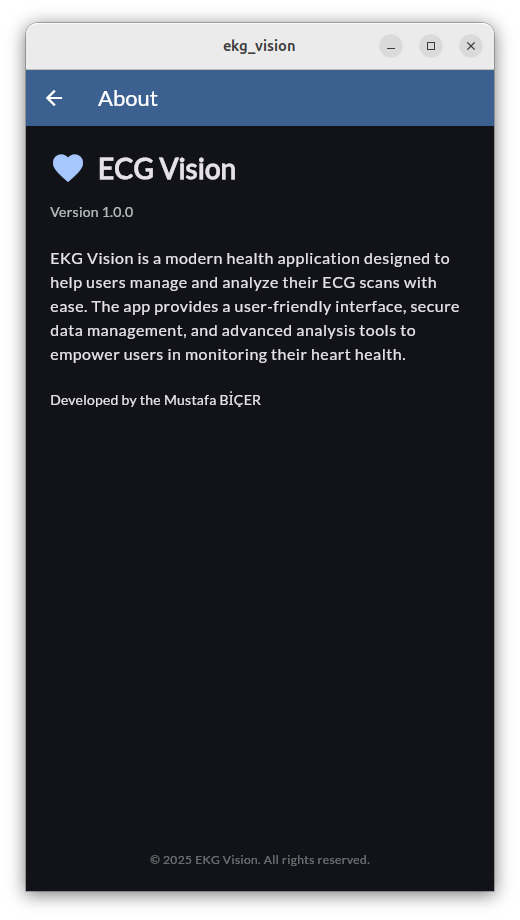 ekg_vision
About
ECG Vision
Version 1.0.0
EKG Vision is a modern health application designed to
help users manage and analyze their ECG scans with
ease. The app provides a user-friendly interface, secure
data management, and advanced analysis tools to
empower users in monitoring their heart health.
Developed by the Mustafa BİÇER
© 2025 EKG Vision. All rights reserved.